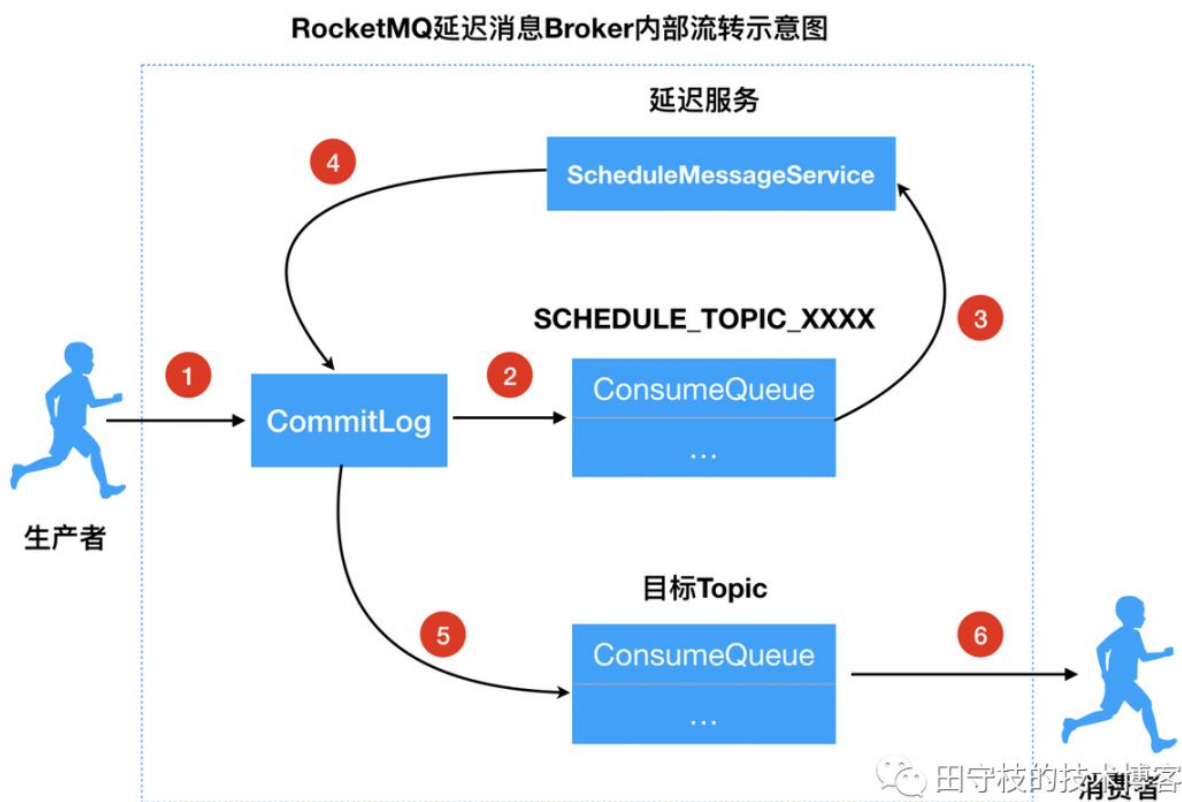 RocketMQ延迟消息Broker内部流转示意图
延迟服务
4
ScheduleMessageService
SCHEDULE_TOPIC_XXXX
3
1
2
CommitLog
ConsumeQueue
...
生产者
目标Topic
5
ConsumeQueue
6
...
田守枝的技术博客
消费者